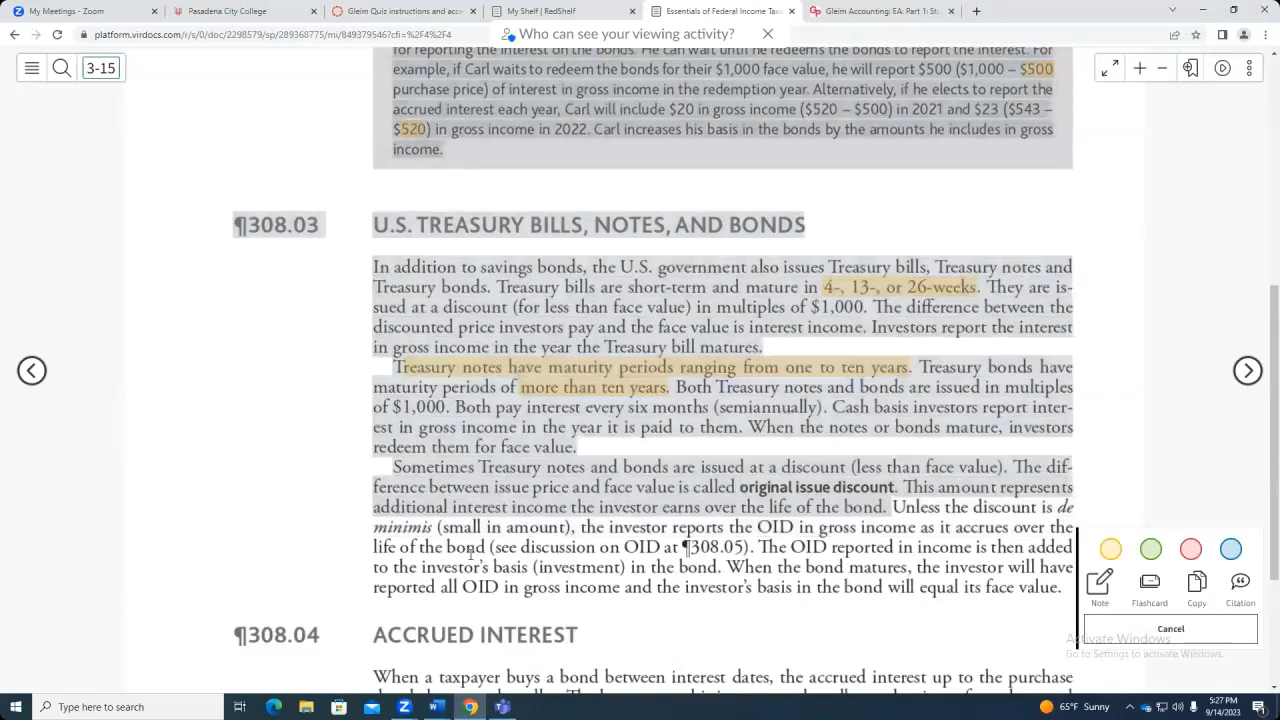 My Meetings - Zoom
Pasadena City College
Gleim Quiz instructions and acce
My Shelf | RedShelf
Essentials of Federal Income Tax
Gleim Accounting: EA: Part 1: St
platform.virdocs.com/r/s/0/doc/2298579/sp/289368775/mi/849379546?cfi=%2F4%2F4
Who can see your viewing activity?
3-15
for reporting the interest on the bonds. He can wait until he redeems the bonds to report the interest. For
example, if Carl waits to redeem the bonds for their $1,000 face value, he will report $500 ($1,000 – $500
purchase price) of interest in gross income in the redemption year. Alternatively, if he elects to report the
accrued interest each year, Carl will include $20 in gross income ($520 – $500) in 2021 and $23 ($543 –
$520) in gross income in 2022. Carl increases his basis in the bonds by the amounts he includes in gross
income.
¶308.03 U.S. TREASURY BILLS, NOTES, AND BONDS
In addition to savings bonds, the U.S. government also issues Treasury bills, Treasury notes and
Treasury bonds. Treasury bills are short-term and mature in 4-, 13-, or 26-weeks. They are is-
sued at a discount (for less than face value) in multiples of $1,000. The difference between the
discounted price investors pay and the face value is interest income. Investors report the interest
in gross income in the year the Treasury bill matures.
Treasury notes have maturity periods ranging from one to ten years. Treasury bonds have
maturity periods of more than ten years. Both Treasury notes and bonds are issued in multiples
of $1,000. Both pay interest every six months (semiannually). Cash basis investors report inter-
est in gross income in the year it is paid to them. When the notes or bonds mature, investors
redeem them for face value.
Sometimes Treasury notes and bonds are issued at a discount (less than face value). The dif-
ference between issue price and face value is called original issue discount. This amount represents
additional interest income the investor earns over the life of the bond. Unless the discount is de
minimis (small in amount), the investor reports the OID in gross income as it accrues over the
life of the bond (see discussion on OID at ¶308.05). The OID reported in income is then added
to the investor's basis (investment) in the bond. When the bond matures, the investor will have
reported all OID in gross income and the investor's basis in the bond will equal its face value.
Note
Flashcard
Copy
Citation
Cancel
Activate Windows
Go to Settings to activate Windows.
¶308.04 ACCRUED INTEREST
When a taxpayer buys a bond between interest dates, the accrued interest up to the purchase
Type here to search
65°F Sunny
5:27 PM
9/14/2023